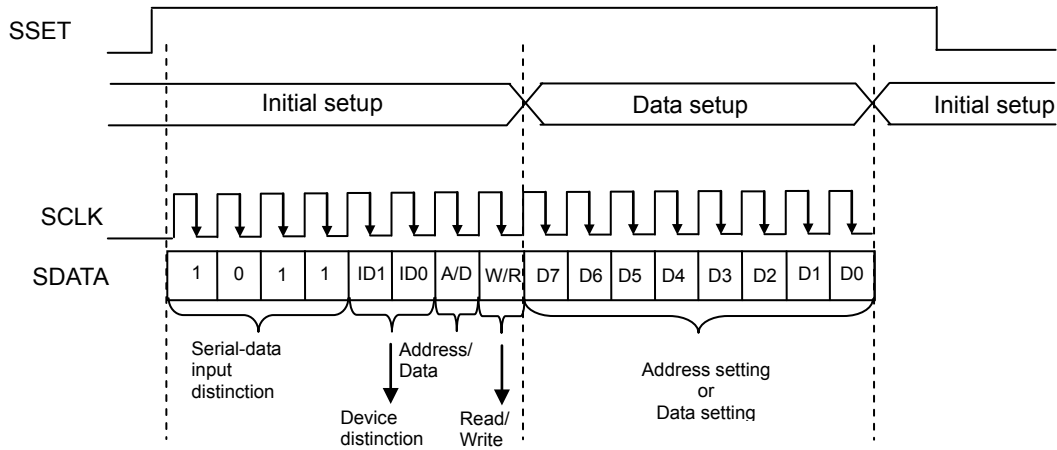 SSET
Initial setup
Data setup
Initial setup
SCLK
SDATA
1 0 1 1 ID1 ID0 A/D W/R D7 D6 D5 D4 D3 D2 D1 D0
Serial-data
input
distinction
Address/
Data
Device
distinction
Read/
Write
Address setting
or
Data setting